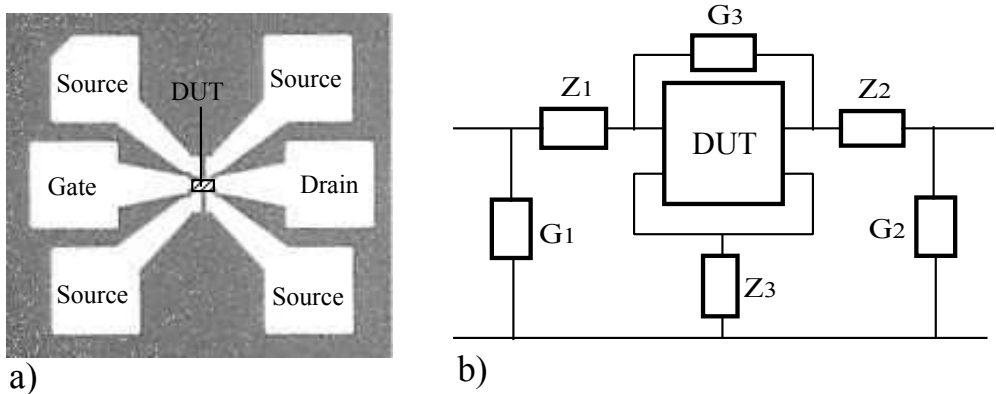 Source
Source
DUT
Gate
Drain
Source
Source
a)
G3
Z1
Z2
DUT
G1
G2
Z3
b)